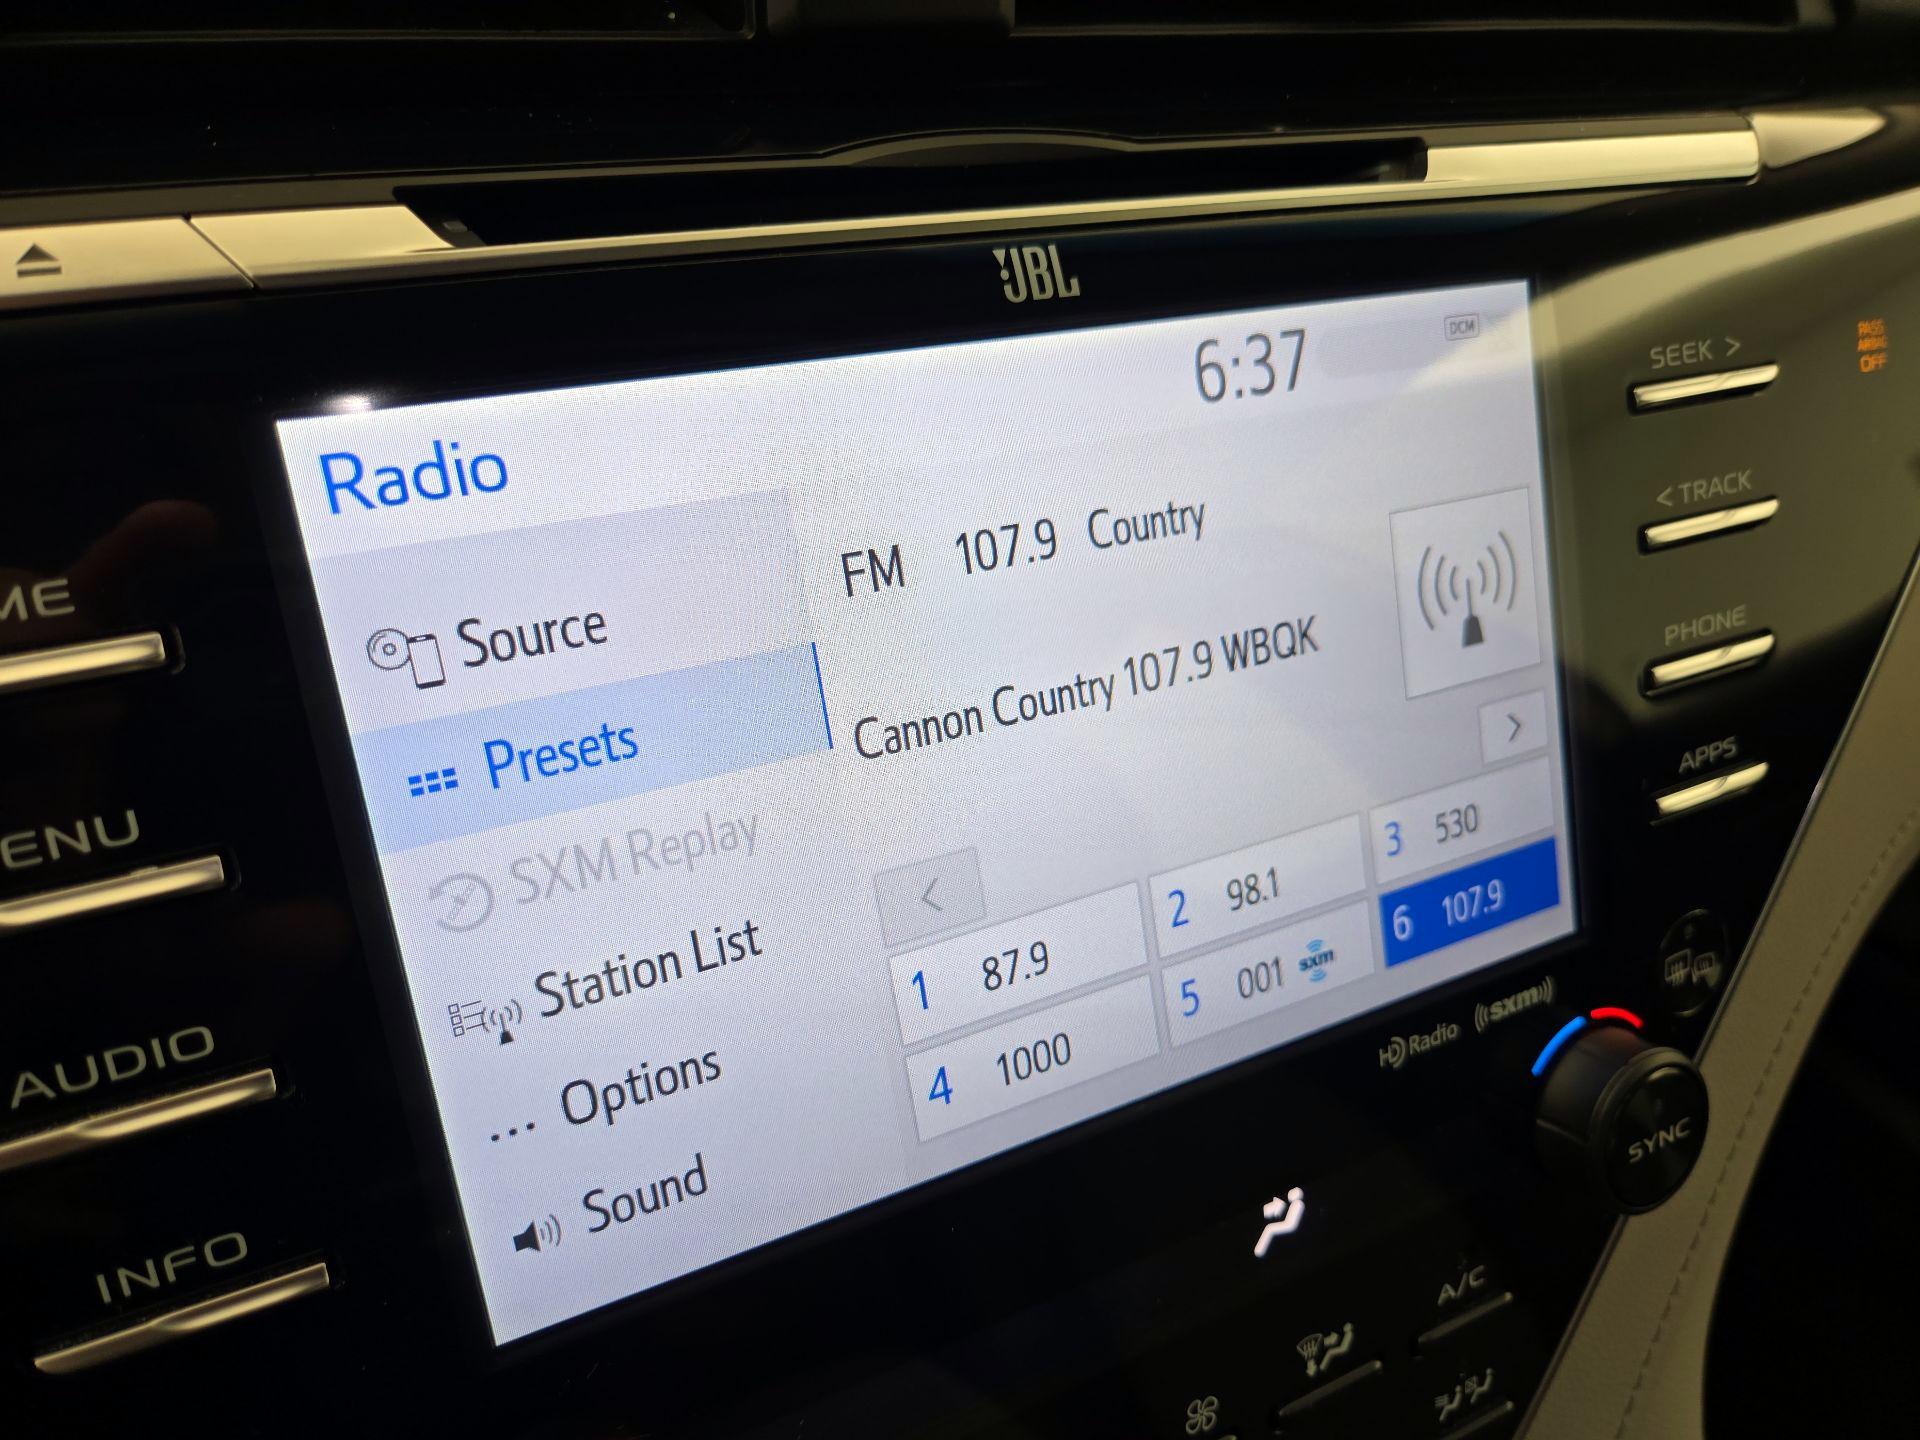 JBL
6:37
DCM
Radio
FM 107.9 Country
Cannon Country 107.9 WBQK
Source
Presets
SXM Replay
Station List
... Options
Sound
<
>
1 87.9
2 98.1
3 530
4 1000
5 001 sxm
6 107.9
HD Radio ((sxm))
ME
ENU
AUDIO
INFO
SEEK >
< TRACK
PHONE
APPS
PASS
AIRBAG
OFF
SYNC
A/C